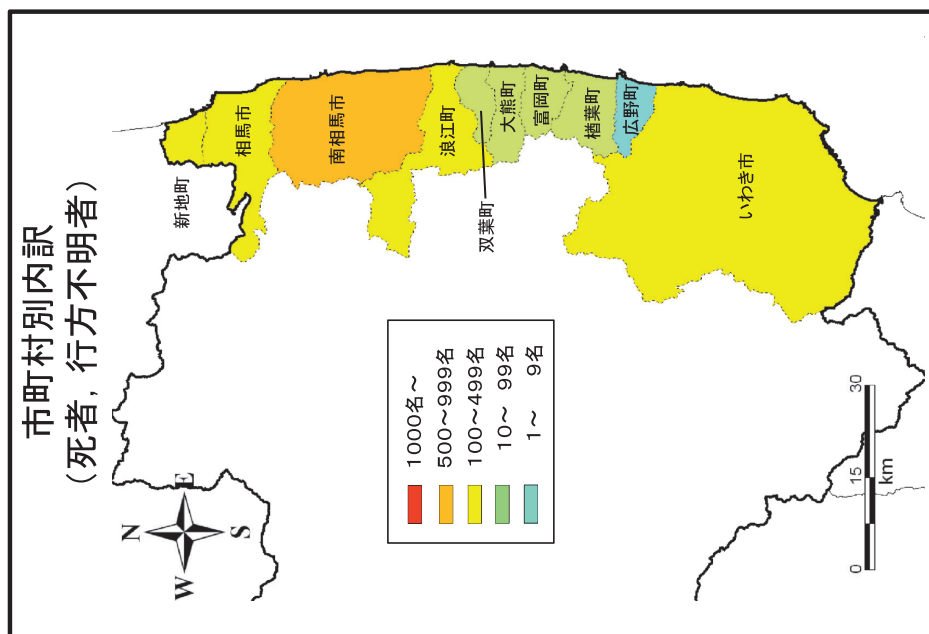 市町村別内訳
（死者，行方不明者）
N
W
E
S
新地町
相馬市
南相馬市
浪江町
双葉町
大熊町
富岡町
楢葉町
広野町
いわき市
1000名～
500～999名
100～499名
10～ 99名
1～ 9名
0 15 30
km